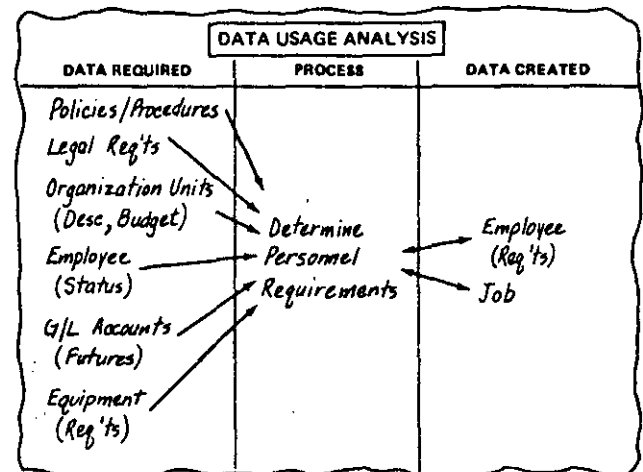 DATA USAGE ANALYSIS
DATA REQUIRED
PROCESS
DATA CREATED
Policies/Procedures
Legal Req'ts
Organization Units
(Desc, Budget)
Employee
(Status)
G/L Accounts
(Futures)
Equipment
(Req'ts)
Determine
Personnel
Requirements
Employee
(Req'ts)
Job